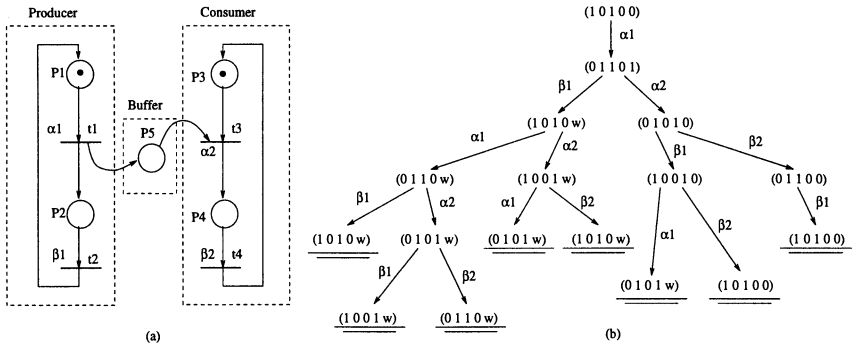 Producer
Consumer
P1
P3
Buffer
P5
α1
t1
t3
α2
P2
P4
β1
t2
β2
t4
(a)
(1 0 1 0 0)
α1
(0 1 1 0 1)
β1
α2
(1 0 1 0 w)
(0 1 0 1 0)
α1
α2
β1
β2
(0 1 1 0 w)
(1 0 0 1 w)
(1 0 0 1 0)
(0 1 1 0 0)
β1
α2
α1
β2
α1
β2
β1
(1 0 1 0 w)
(0 1 0 1 w)
(0 1 0 1 w)
(1 0 1 0 w)
(1 0 1 0 0)
β1
β2
(0 1 0 1 w)
(1 0 1 0 0)
(1 0 0 1 w)
(0 1 1 0 w)
(b)